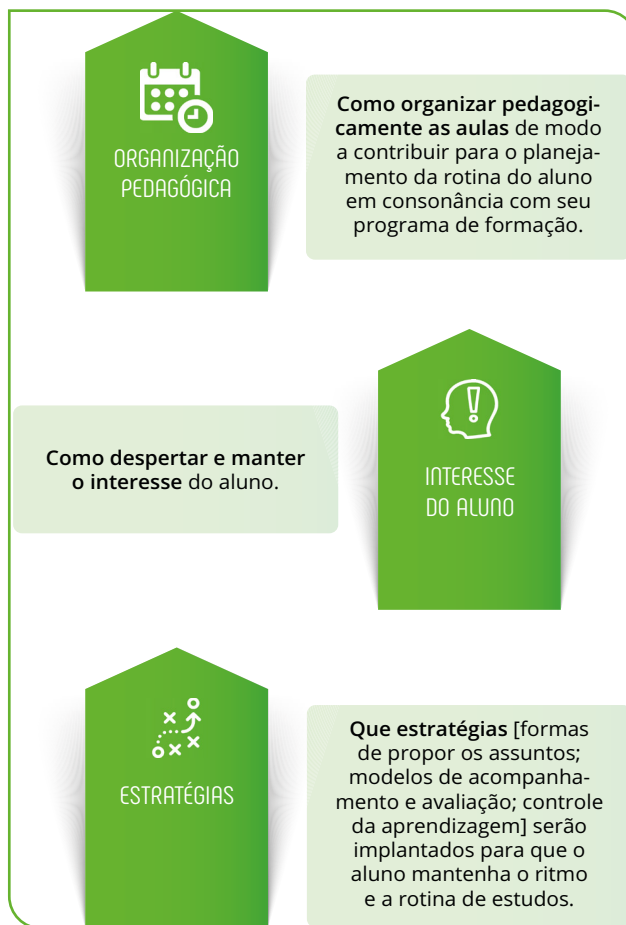 ORGANIZAÇÃO
PEDAGÓGICA
Como organizar pedagogi-
camente as aulas de modo
a contribuir para o planeja-
mento da rotina do aluno
em consonância com seu
programa de formação.
Como despertar e manter
o interesse do aluno.
INTERESSE
DO ALUNO
ESTRATÉGIAS
Que estratégias [formas
de propor os assuntos;
modelos de acompanha-
mento e avaliação; controle
da aprendizagem] serão
implantados para que o
aluno mantenha o ritmo
e a rotina de estudos.